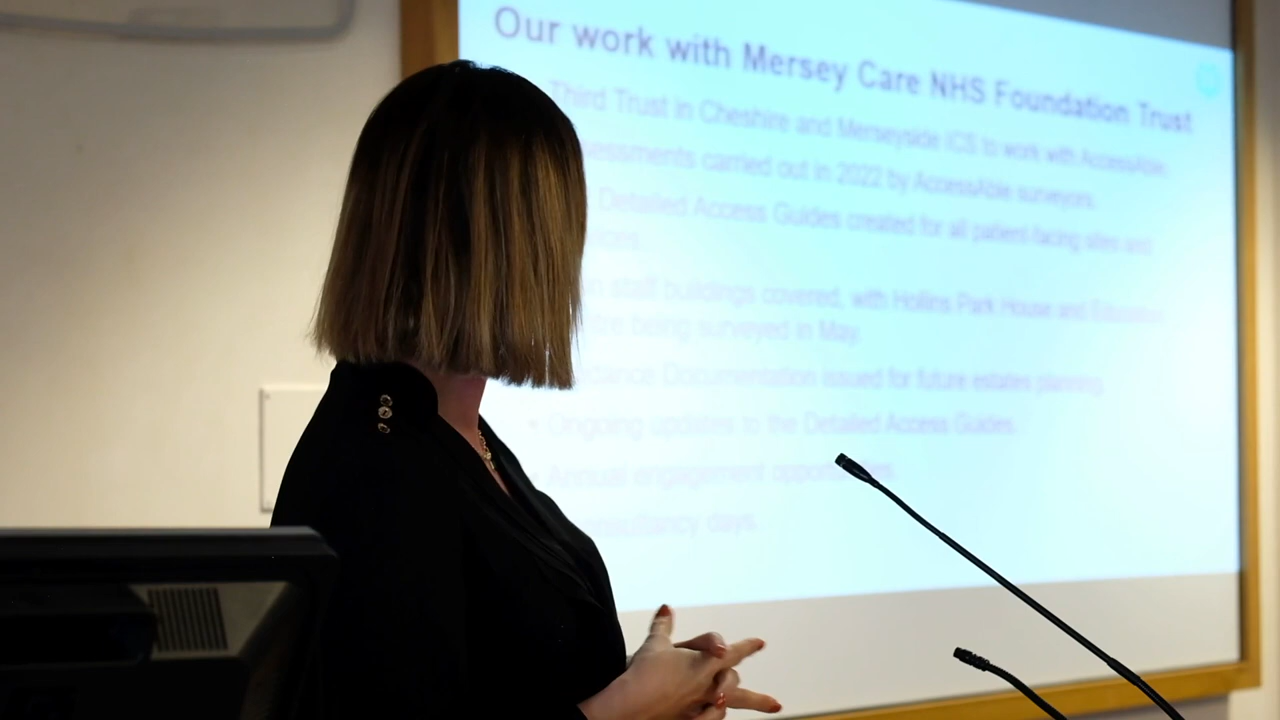 Our work with Mersey Care NHS Foundation Trust
Third Trust in Cheshire and Merseyside ICS to work with AccessAble.
carried out in 2022 by AccessAble surveyors.
Detailed Access Guides created for all patient-facing sites and
staff buildings covered, with Hollins Park House and Education
being surveyed in May.
Documentation issued for future estates planning.
• Ongoing updates to the Detailed Access Guides.
• Annual engagement opportunities.
days.